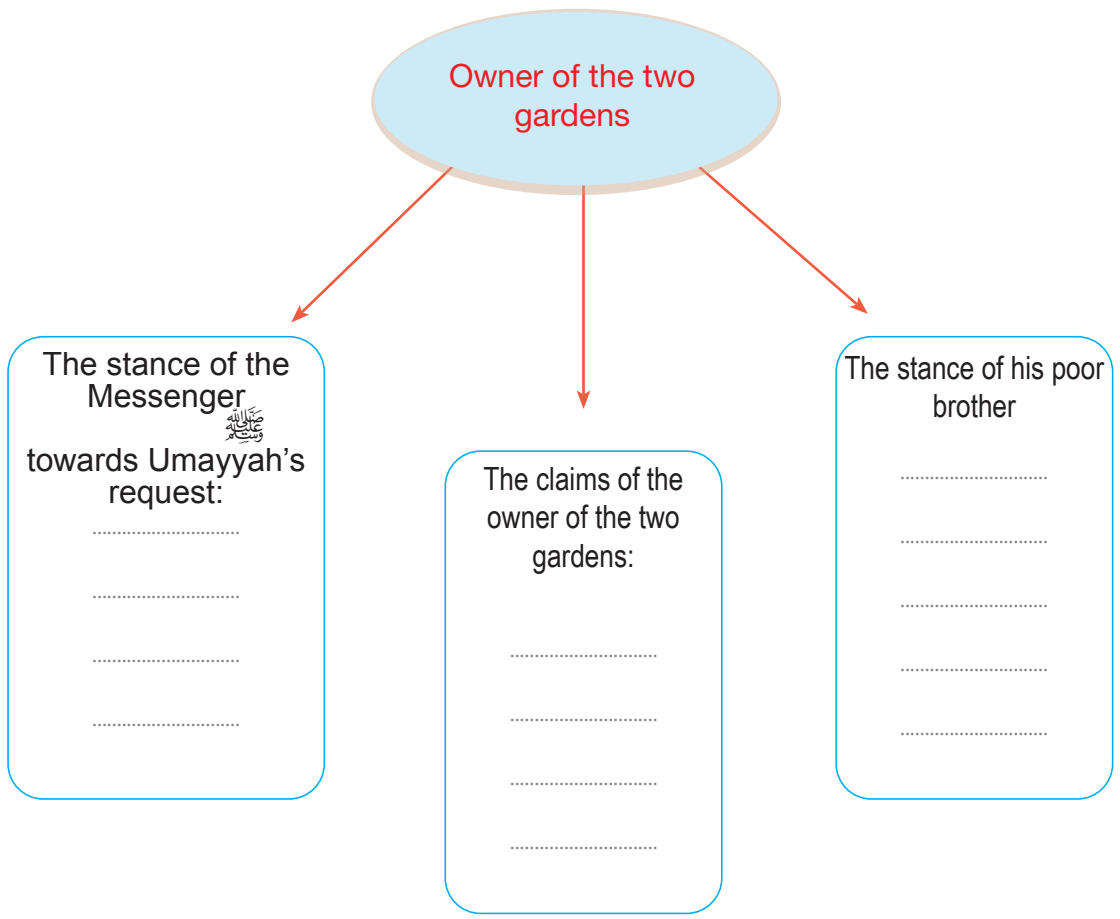 Owner of the two
gardens
The stance of the
Messenger
صلى الله
عليه
وسلم
towards Umayyah's
request:
.............................
.............................
.............................
.............................
The claims of the
owner of the two
gardens:
.............................
.............................
.............................
.............................
The stance of his poor
brother
.............................
.............................
.............................
.............................
.............................